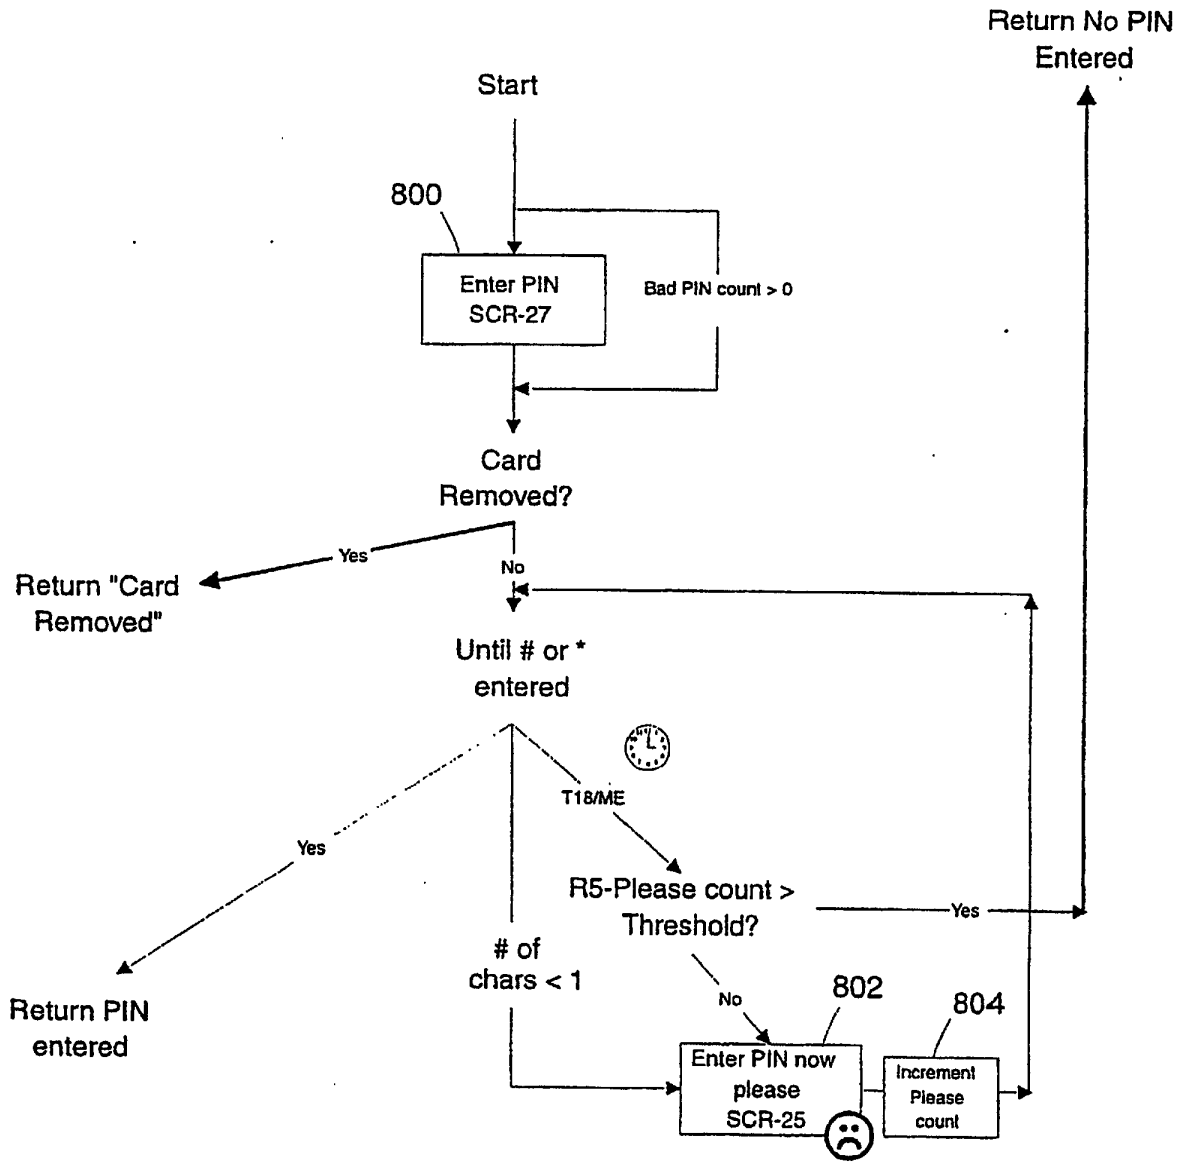 Return No PIN
Entered
Start
800
Enter PIN
SCR-27
Bad PIN count > 0
Card
Removed?
Yes
No
Return "Card
Removed"
Until # or *
entered
T18/ME
Yes
R5-Please count >
Threshold?
Yes
# of
chars < 1
No
802
804
Return PIN
entered
Enter PIN now
please
SCR-25
Increment
Please
count